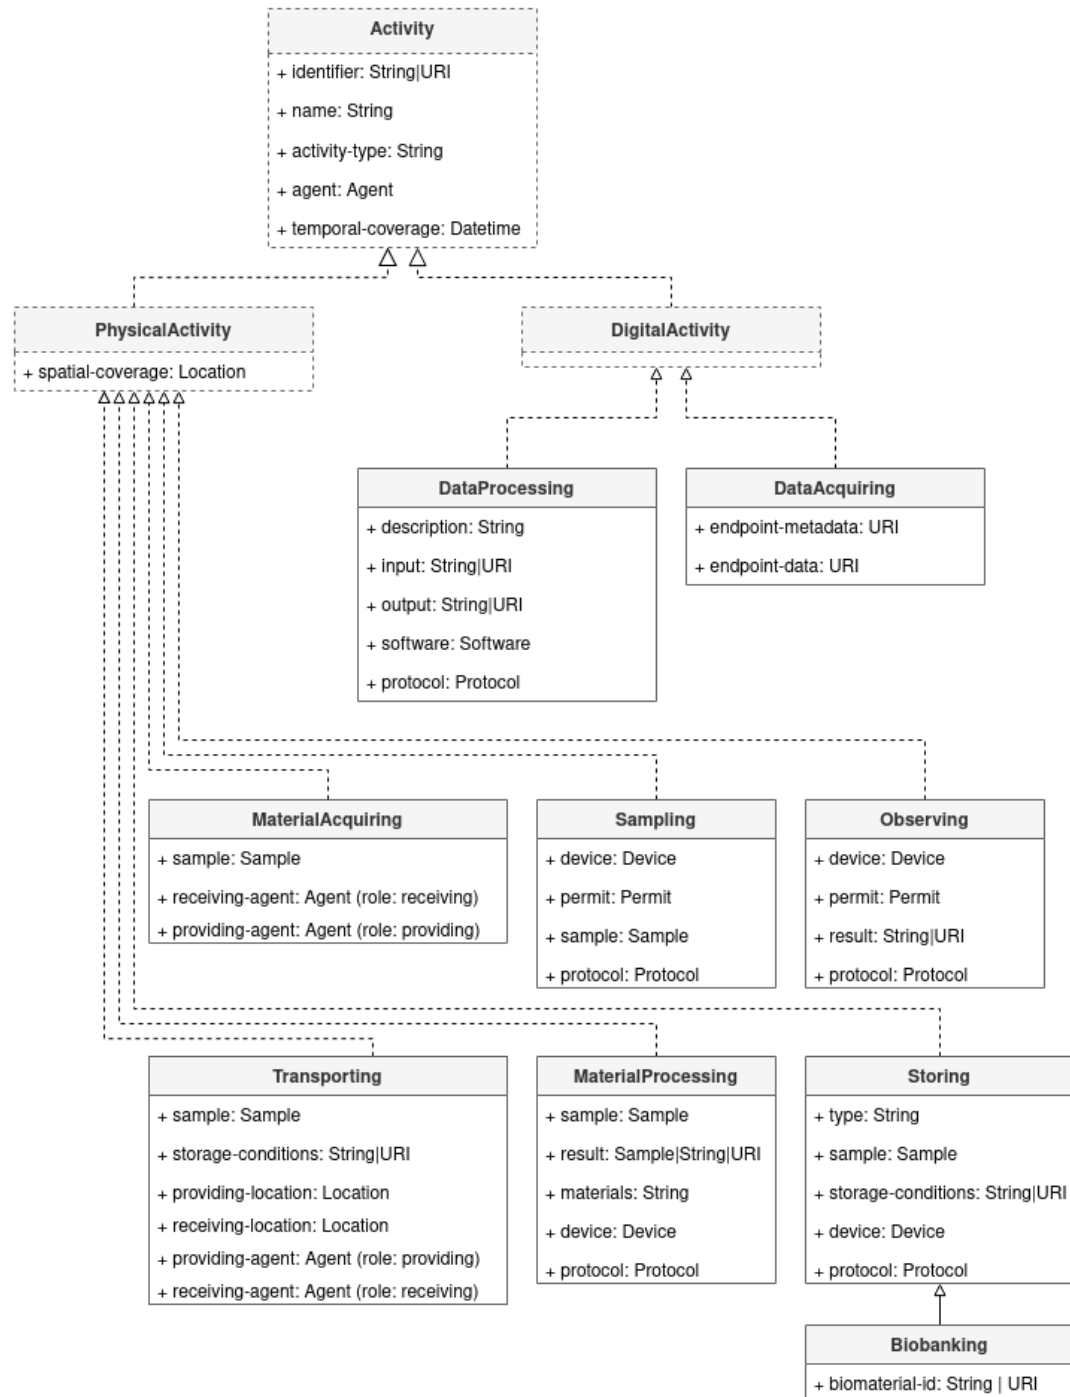 Activity
+ identifier: String|URI
+ name: String
+ activity-type: String
+ agent: Agent
+ temporal-coverage: Datetime
PhysicalActivity
+ spatial-coverage: Location
DigitalActivity
DataProcessing
+ description: String
+ input: String|URI
+ output: String|URI
+ software: Software
+ protocol: Protocol
DataAcquiring
+ endpoint-metadata: URI
+ endpoint-data: URI
MaterialAcquiring
+ sample: Sample
+ receiving-agent: Agent (role: receiving)
+ providing-agent: Agent (role: providing)
Sampling
+ device: Device
+ permit: Permit
+ sample: Sample
+ protocol: Protocol
Observing
+ device: Device
+ permit: Permit
+ result: String|URI
+ protocol: Protocol
Transporting
+ sample: Sample
+ storage-conditions: String|URI
+ providing-location: Location
+ receiving-location: Location
+ providing-agent: Agent (role: providing)
+ receiving-agent: Agent (role: receiving)
MaterialProcessing
+ sample: Sample
+ result: Sample|String|URI
+ materials: String
+ device: Device
+ protocol: Protocol
Storing
+ type: String
+ sample: Sample
+ storage-conditions: String|URI
+ device: Device
+ protocol: Protocol
Biobanking
+ biomaterial-id: String | URI